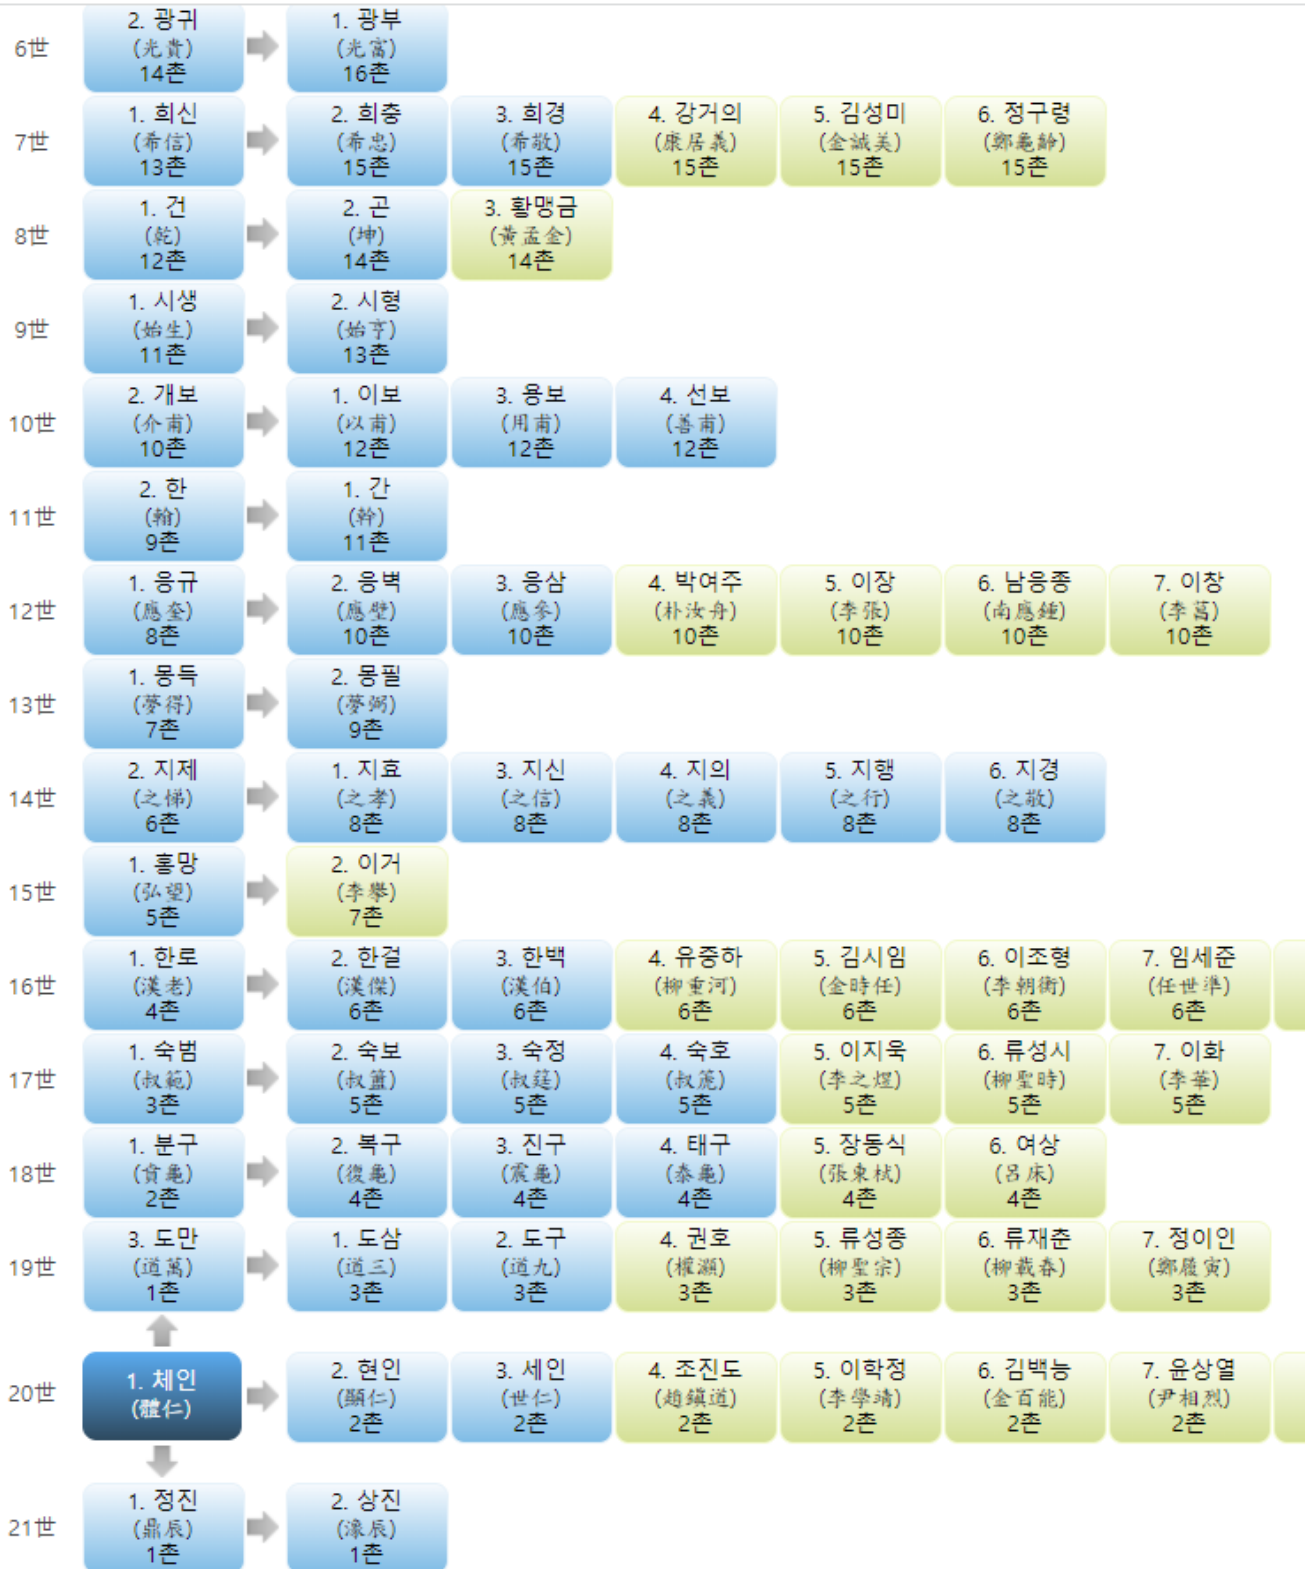 6世
2. 광귀
(光貴)
14촌
1. 광부
(光富)
16촌
7世
1. 희신
(希信)
13촌
2. 희충
(希忠)
15촌
3. 희경
(希敬)
15촌
4. 강거의
(康居義)
15촌
5. 김성미
(金誠美)
15촌
6. 정구령
(鄭龜齡)
15촌
8世
1. 건
(乾)
12촌
2. 곤
(坤)
14촌
3. 황맹금
(黃孟金)
14촌
9世
1. 시생
(始生)
11촌
2. 시형
(始亨)
13촌
10世
2. 개보
(介甫)
10촌
1. 이보
(以甫)
12촌
3. 용보
(用甫)
12촌
4. 선보
(善甫)
12촌
11世
2. 한
(翰)
9촌
1. 간
(幹)
11촌
12世
1. 응규
(應奎)
8촌
2. 응벽
(應壁)
10촌
3. 응삼
(應參)
10촌
4. 박여주
(朴汝舟)
10촌
5. 이장
(李張)
10촌
6. 남응종
(南應鍾)
10촌
7. 이창
(李菖)
10촌
13世
1. 몽득
(夢得)
7촌
2. 몽필
(夢弼)
9촌
14世
2. 지제
(之悌)
6촌
1. 지효
(之孝)
8촌
3. 지신
(之信)
8촌
4. 지의
(之義)
8촌
5. 지행
(之行)
8촌
6. 지경
(之敬)
8촌
15世
1. 홍망
(弘望)
5촌
2. 이거
(李擧)
7촌
16世
1. 한로
(漢老)
4촌
2. 한걸
(漢傑)
6촌
3. 한백
(漢伯)
6촌
4. 유중하
(柳重河)
6촌
5. 김시임
(金時任)
6촌
6. 이조형
(李朝衡)
6촌
7. 임세준
(任世準)
6촌
17世
1. 숙범
(叔範)
3촌
2. 숙보
(叔簠)
5촌
3. 숙정
(叔筳)
5촌
4. 숙호
(叔箎)
5촌
5. 이지욱
(李之煜)
5촌
6. 류성시
(柳聖時)
5촌
7. 이화
(李華)
5촌
18世
1. 분구
(賁龜)
2촌
2. 복구
(復龜)
4촌
3. 진구
(震龜)
4촌
4. 태구
(泰龜)
4촌
5. 장동식
(張東栻)
4촌
6. 여상
(呂床)
4촌
19世
3. 도만
(道萬)
1촌
1. 도삼
(道三)
3촌
2. 도구
(道九)
3촌
4. 권호
(權灝)
3촌
5. 류성종
(柳聖宗)
3촌
6. 류재춘
(柳載春)
3촌
7. 정이인
(鄭履寅)
3촌
20世
1. 체인
(體仁)
2. 현인
(顯仁)
2촌
3. 세인
(世仁)
2촌
4. 조진도
(趙鎭道)
2촌
5. 이학정
(李學靖)
2촌
6. 김백능
(金百能)
2촌
7. 윤상열
(尹相烈)
2촌
21世
1. 정진
(鼎辰)
1촌
2. 상진
(潒辰)
1촌